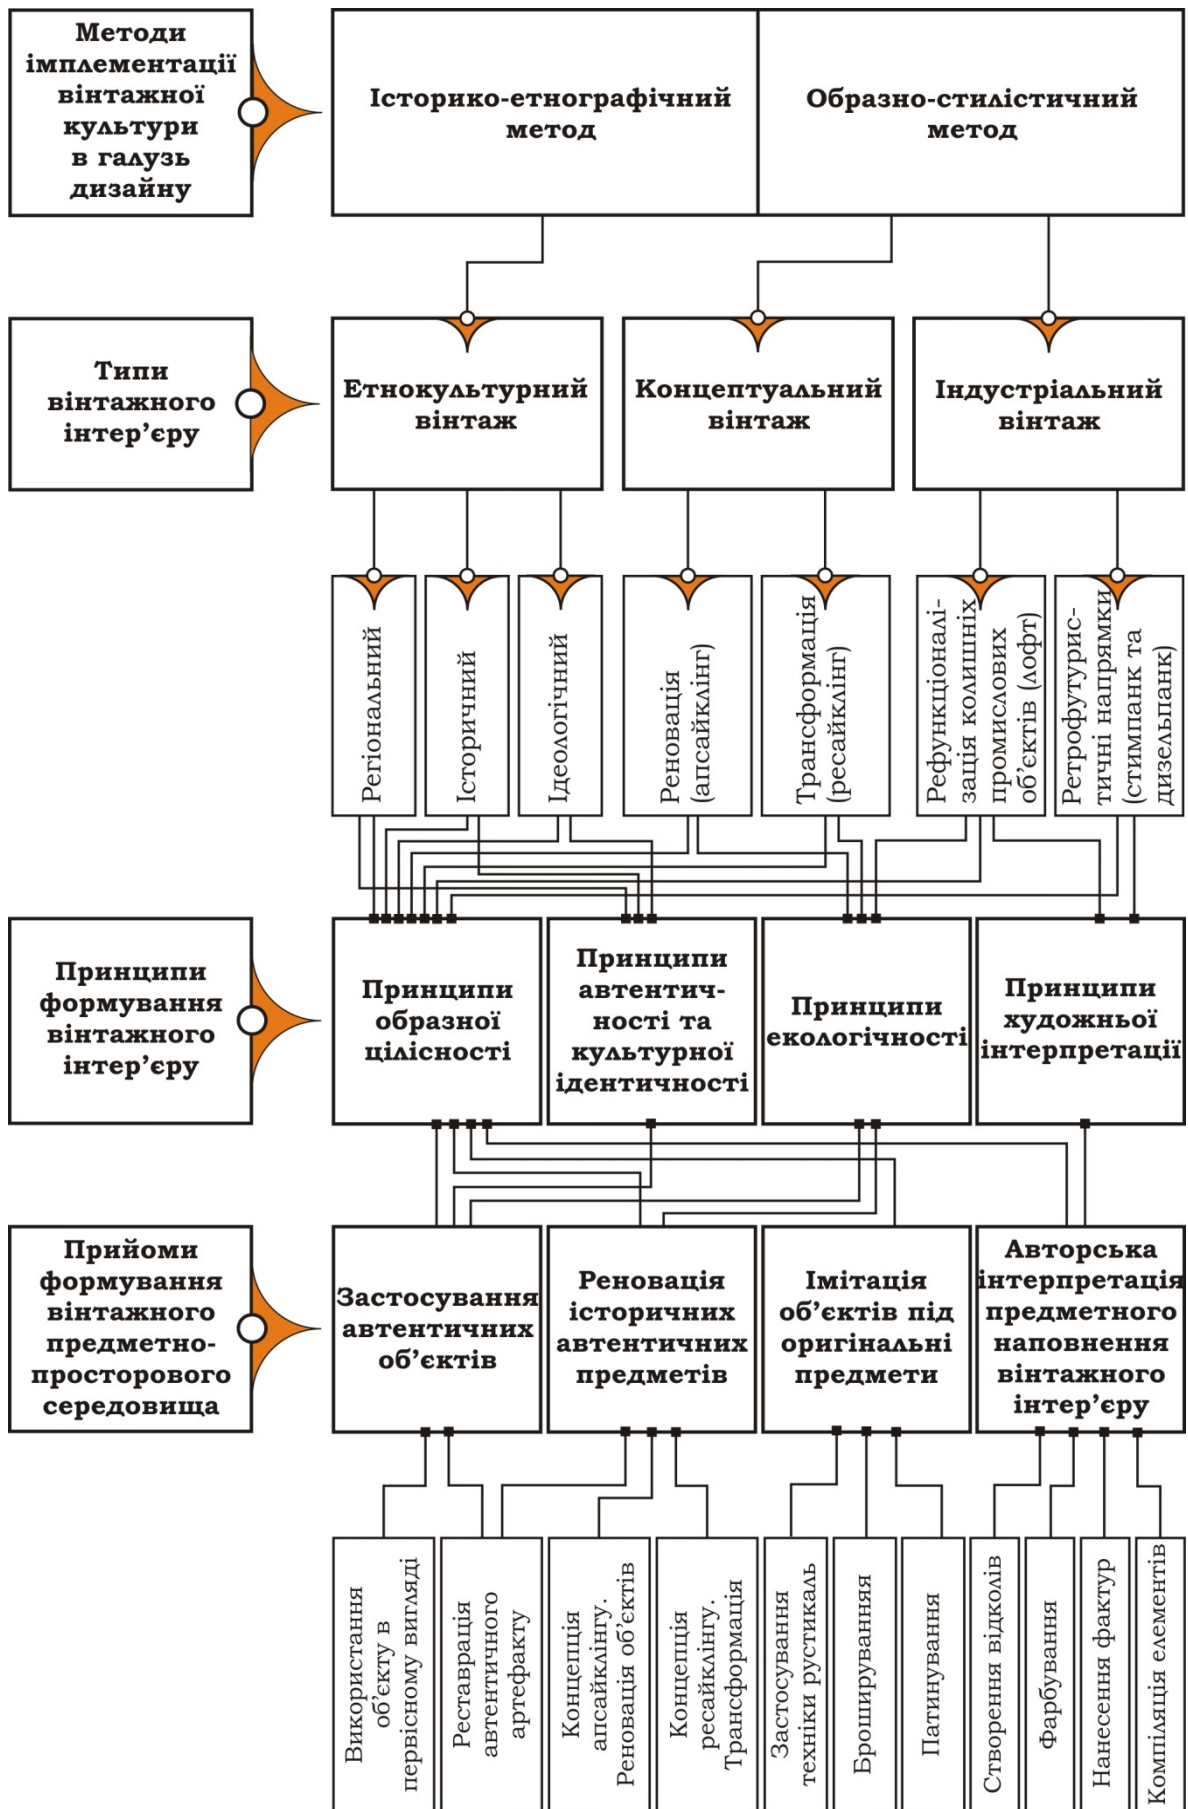 Методи
імплементації
вінтажної
культури
в галузь
дизайну
Історико-етнографічний
метод
Образно-стилістичний
метод
Типи
вінтажного
інтер’єру
Етнокультурний
вінтаж
Концептуальний
вінтаж
Індустріальний
вінтаж
Регіональний
Історичний
Ідеологічний
Реновація
(апсайклінг)
Трансформація
(ресайклінг)
Рефункціоналі-
зація колишніх
промислових
об’єктів (лофт)
Ретрофутурис-
тичні напрямки
(стимпанк та
дизельпанк)
Принципи
формування
вінтажного
інтер’єру
Принципи
образної
цілісності
Принципи
автентич-
ності та
культурної
ідентичності
Принципи
екологічності
Принципи
художньої
інтерпретації
Прийоми
формування
вінтажного
предметно-
просторового
середовища
Застосування
автентичних
об’єктів
Реновація
історичних
автентичних
предметів
Імітація
об’єктів під
оригінальні
предмети
Авторська
інтерпретація
предметного
наповнення
вінтажного
інтер’єру
Використання
об’єкту в
первісному вигляді
Реставрація
автентичного
артефакту
Концепція
апсайклінгу.
Реновація об’єктів
Концепція
ресайклінгу.
Трансформація
Застосування
техніки рустикаль
Броширування
Патинування
Створення відколів
Фарбування
Нанесення фактур
Компіляція елементів